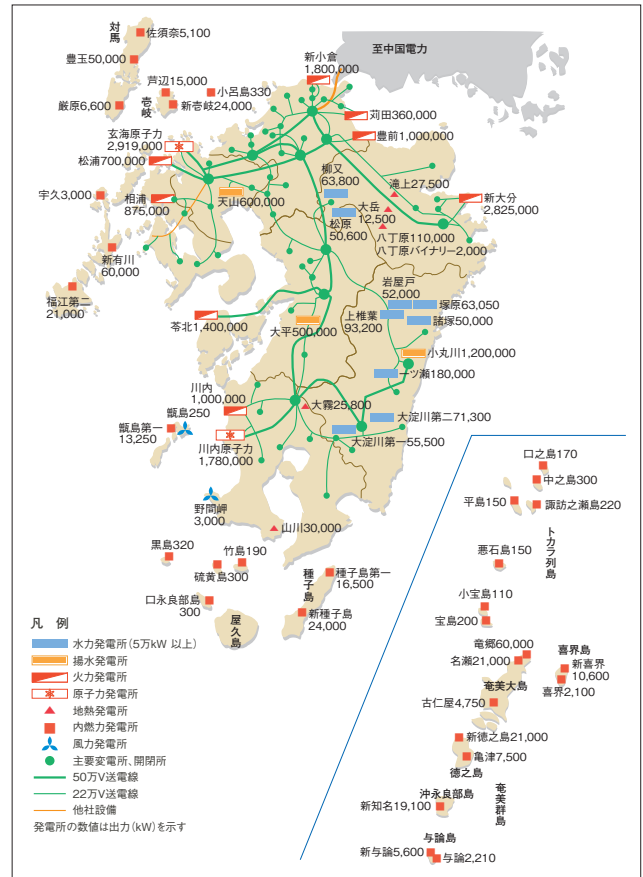 対馬
佐須奈5,100
豊玉50,000
厳原6,600
壱岐
芦辺15,000
新壱岐24,000
小呂島330
新小倉
1,800,000
至中国電力
苅田360,000
豊前1,000,000
玄海原子力
2,919,000
松浦700,000
宇久3,000
相浦
875,000
天山600,000
柳又
63,800
松原
50,600
滝上27,500
大岳
12,500
八丁原110,000
八丁原バイナリー2,000
新大分
2,825,000
新有川
60,000
福江第二
21,000
岩屋戸
52,000
塚原63,050
上椎葉
93,200
諸塚50,000
苓北1,400,000
大平500,000
小丸川1,200,000
一ツ瀬180,000
川内
1,000,000
大霧25,800
大淀川第二71,300
大淀川第一55,500
川内原子力
1,780,000
甑島250
甑島第一
13,250
野間岬
3,000
山川30,000
黒島320
竹島190
硫黄島300
口永良部島
300
屋久島
種子島
種子島第一
16,500
新種子島
24,000
口之島170
中之島300
平島150
諏訪之瀬島220
トカラ列島
悪石島150
小宝島110
宝島200
竜郷60,000
名瀬21,000
喜界島
新喜界
10,600
喜界2,100
奄美大島
古仁屋4,750
新徳之島21,000
亀津7,500
徳之島
奄美群島
沖永良部島
新知名19,100
与論島
新与論5,600
与論2,210
凡 例
水力発電所(5万kW 以上)
揚水発電所
火力発電所
原子力発電所
地熱発電所
内燃力発電所
風力発電所
主要変電所、開閉所
50万V送電線
22万V送電線
他社設備
発電所の数値は出力(kW)を示す